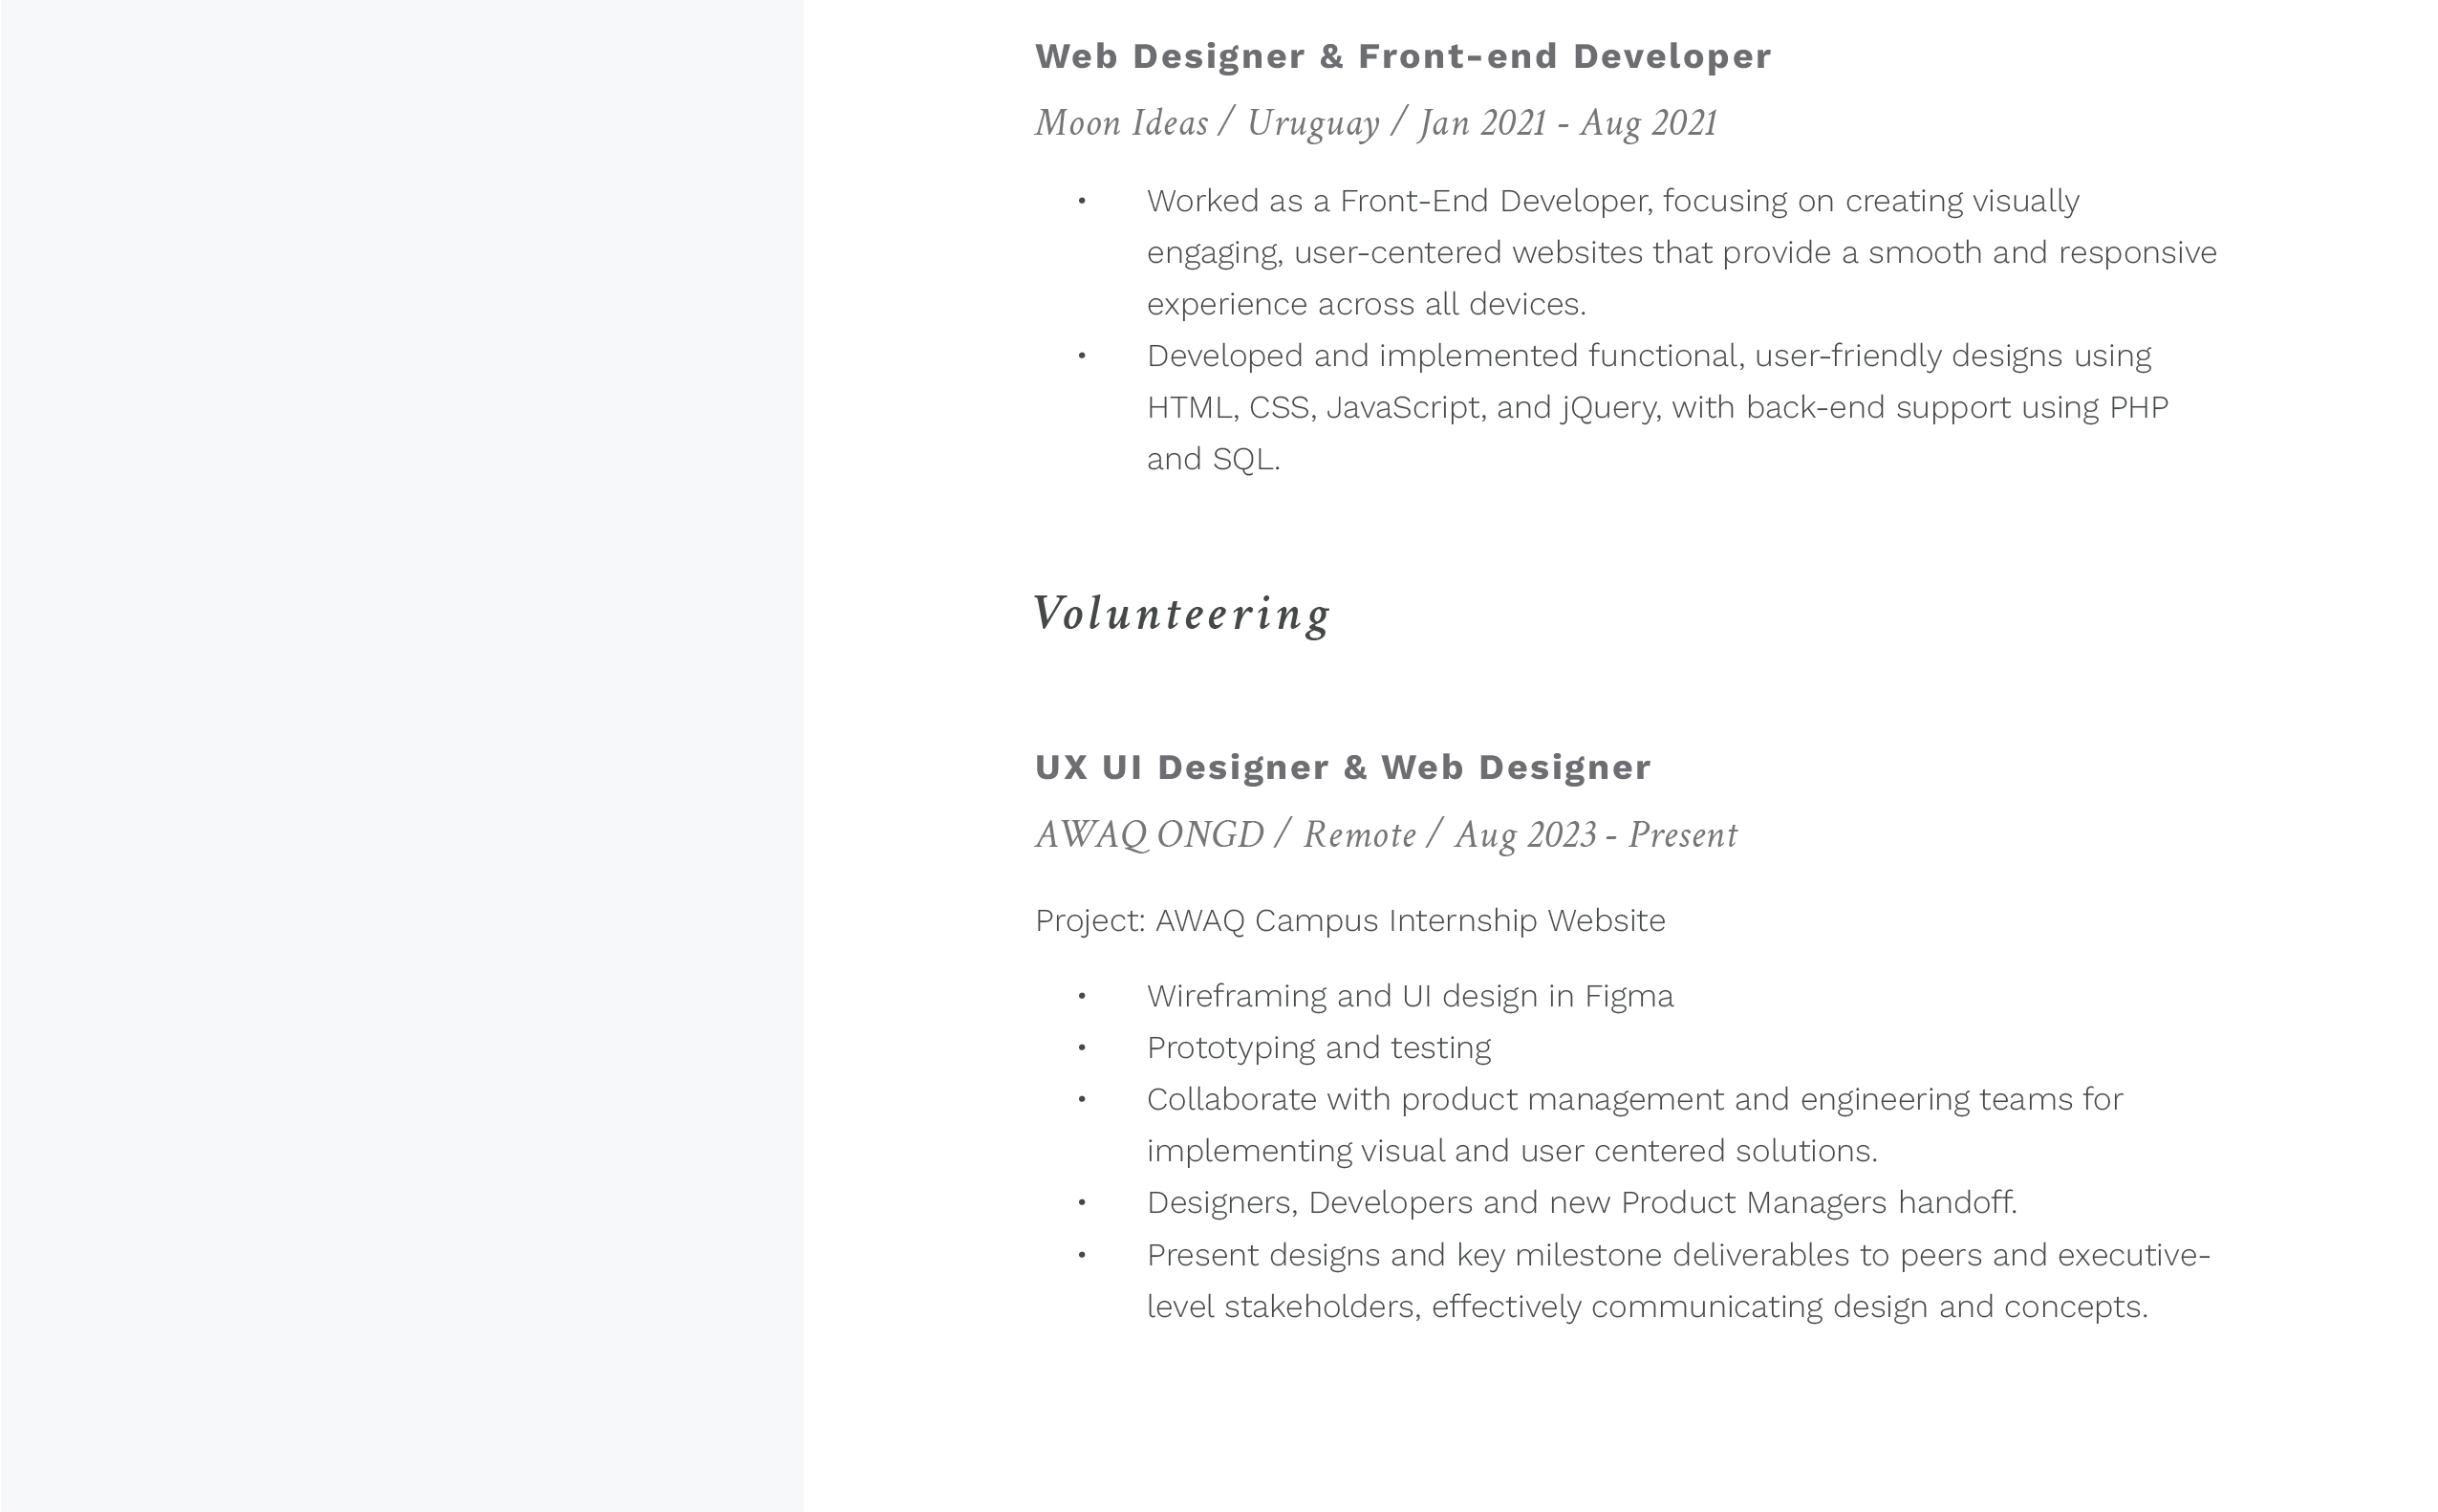 Web Designer & Front-end Developer
Moon Ideas / Uruguay / Jan 2021 - Aug 2021
• Worked as a Front-End Developer, focusing on creating visually
engaging, user-centered websites that provide a smooth and responsive
experience across all devices.
• Developed and implemented functional, user-friendly designs using
HTML, CSS, JavaScript, and jQuery, with back-end support using PHP
and SQL.
Volunteering
UX UI Designer & Web Designer
AWAQ ONGD / Remote / Aug 2023 - Present
Project: AWAQ Campus Internship Website
• Wireframing and UI design in Figma
• Prototyping and testing
• Collaborate with product management and engineering teams for
implementing visual and user centered solutions.
• Designers, Developers and new Product Managers handoff.
• Present designs and key milestone deliverables to peers and executive-
level stakeholders, effectively communicating design and concepts.